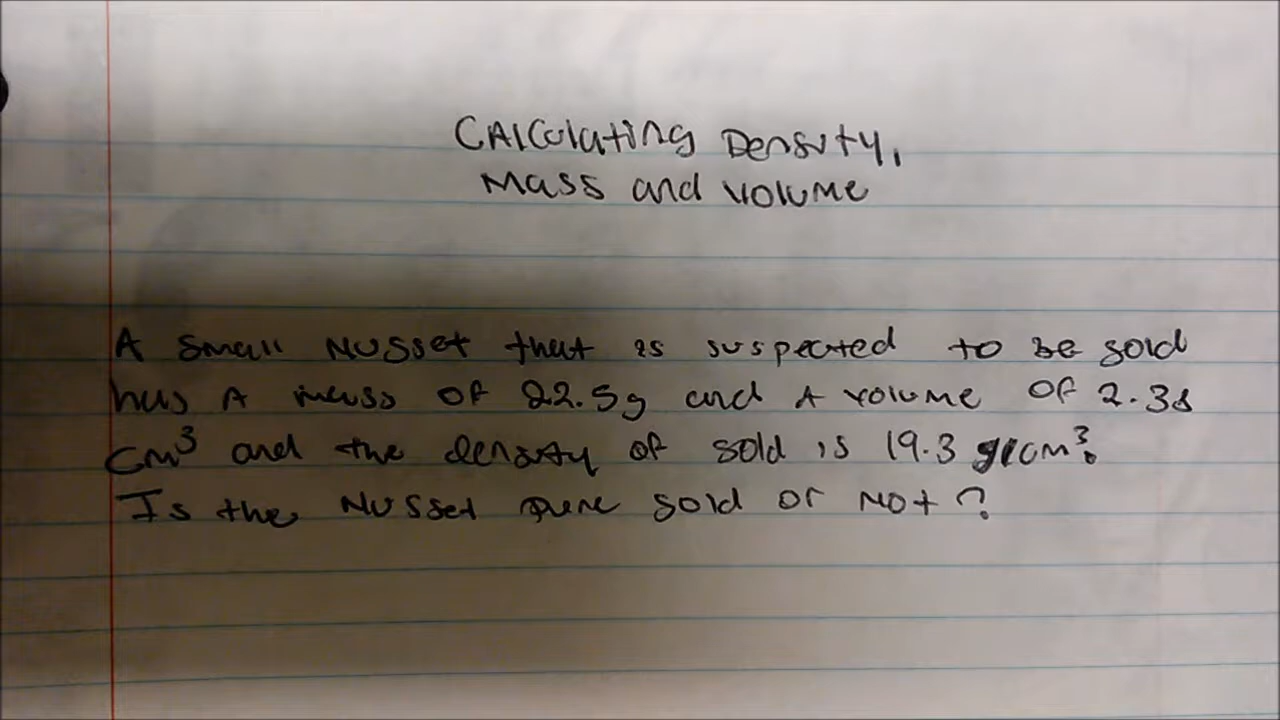 Calculating Density,
Mass and volume
A small Nugget that is suspected to be gold
has A mass of 22.5g and A volume of 2.38
cm³ and the density of gold is 19.3 g/cm³.
Is the Nugget pure gold or Not?